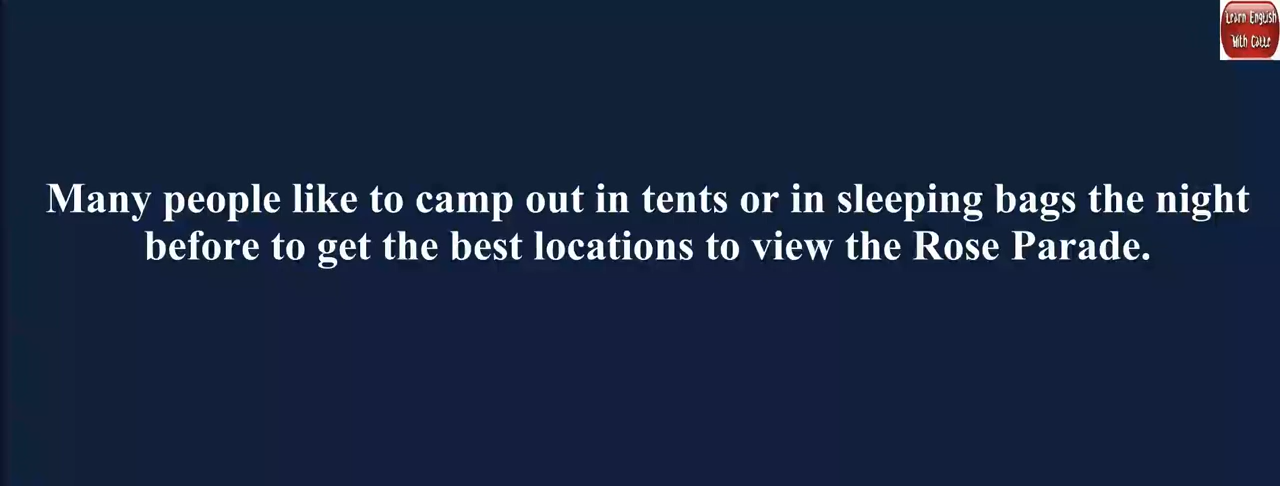 Learn English
With
Many people like to camp out in tents or in sleeping bags the night
before to get the best locations to view the Rose Parade.